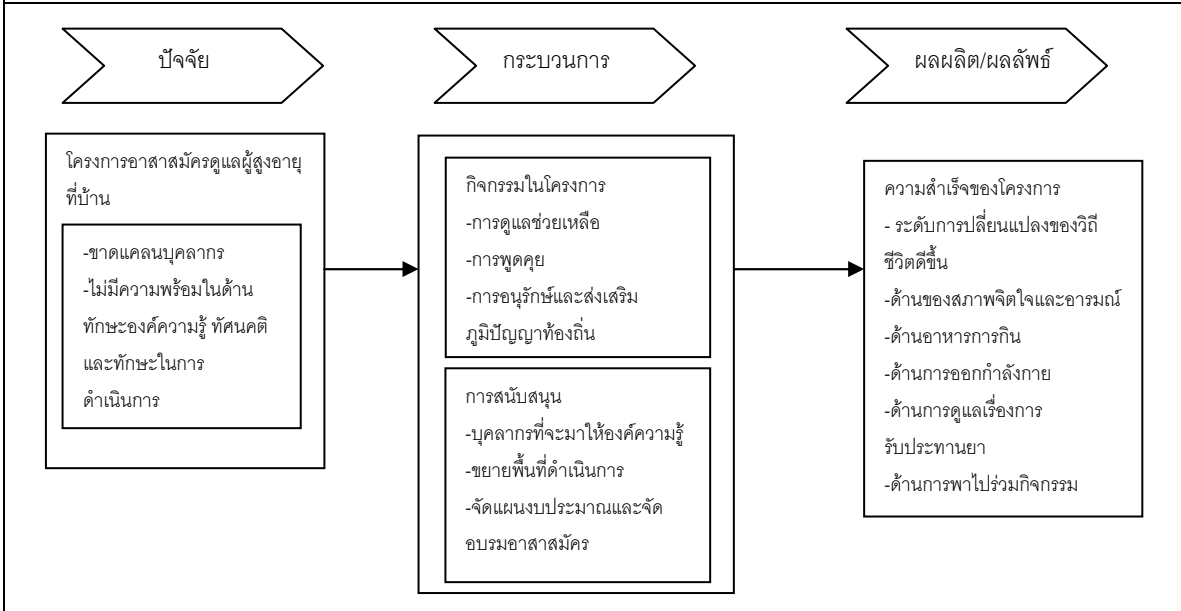 ปัจจัย
กระบวนการ
ผลผลิต/ผลลัพธ์
โครงการอาสาสมัครดูแลผู้สูงอายุ
ที่บ้าน
-ขาดแคลนบุคลากร
-ไม่มีความพร้อมในด้าน
ทักษะองค์ความรู้ ทัศนคติ
และทักษะในการ
ดำเนินการ
กิจกรรมในโครงการ
-การดูแลช่วยเหลือ
-การพูดคุย
-การอนุรักษ์และส่งเสริม
ภูมิปัญญาท้องถิ่น
การสนับสนุน
-บุคลากรที่จะมาให้องค์ความรู้
-ขยายพื้นที่ดำเนินการ
-จัดแผนงบประมาณและจัด
อบรมอาสาสมัคร
ความสำเร็จของโครงการ
- ระดับการปลี่ยนแปลงของวิถี
ชีวิตดีขึ้น
-ด้านของสภาพจิตใจและอารมณ์
-ด้านอาหารการกิน
-ด้านการออกกำลังกาย
-ด้านการดูแลเรื่องการ
รับประทานยา
-ด้านการพาไปร่วมกิจกรรม